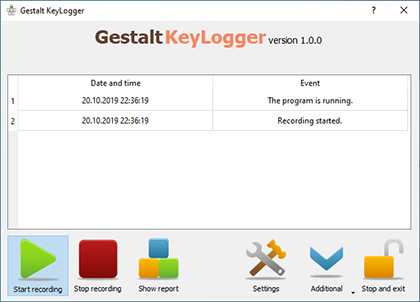 Gestalt KeyLogger
Gestalt KeyLogger version 1.0.0
Date and time Event
1 20.10.2019 22:36:19 The program is running.
2 20.10.2019 22:36:19 Recording started.
Start recording Stop recording Show report Settings Additional Stop and exit